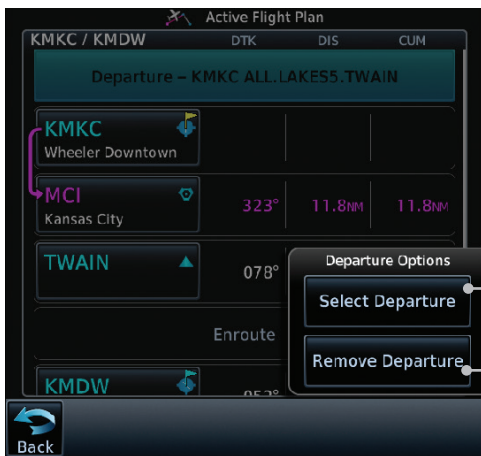 Active Flight Plan
KMKC / KMDW DTK DIS CUM
Departure – KMKC ALL.LAKES5.TWAIN
KMKC
Wheeler Downtown
MCI
Kansas City
323° 11.8NM 11.8NM
TWAIN
078°
Departure Options
Select Departure
Enroute
Remove Departure
KMDW
Back